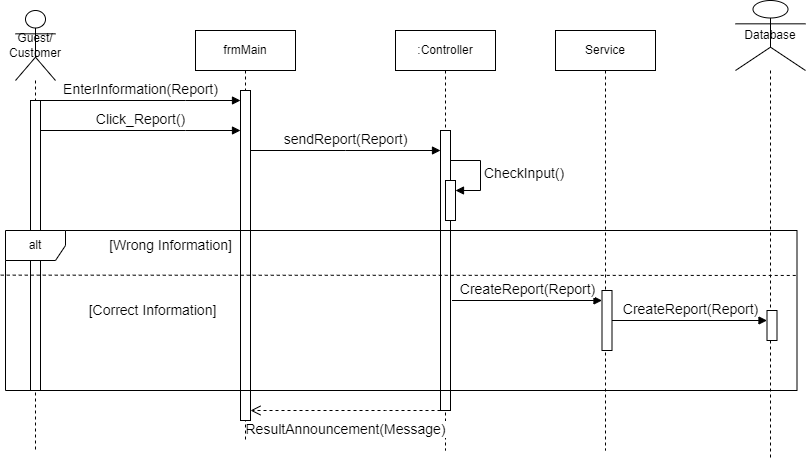 Guest/
Customer
frmMain
:Controller
Service
Database
EnterInformation(Report)
Click_Report()
sendReport(Report)
CheckInput()
alt
[Wrong Information]
CreateReport(Report)
[Correct Information]
CreateReport(Report)
ResultAnnouncement(Message)